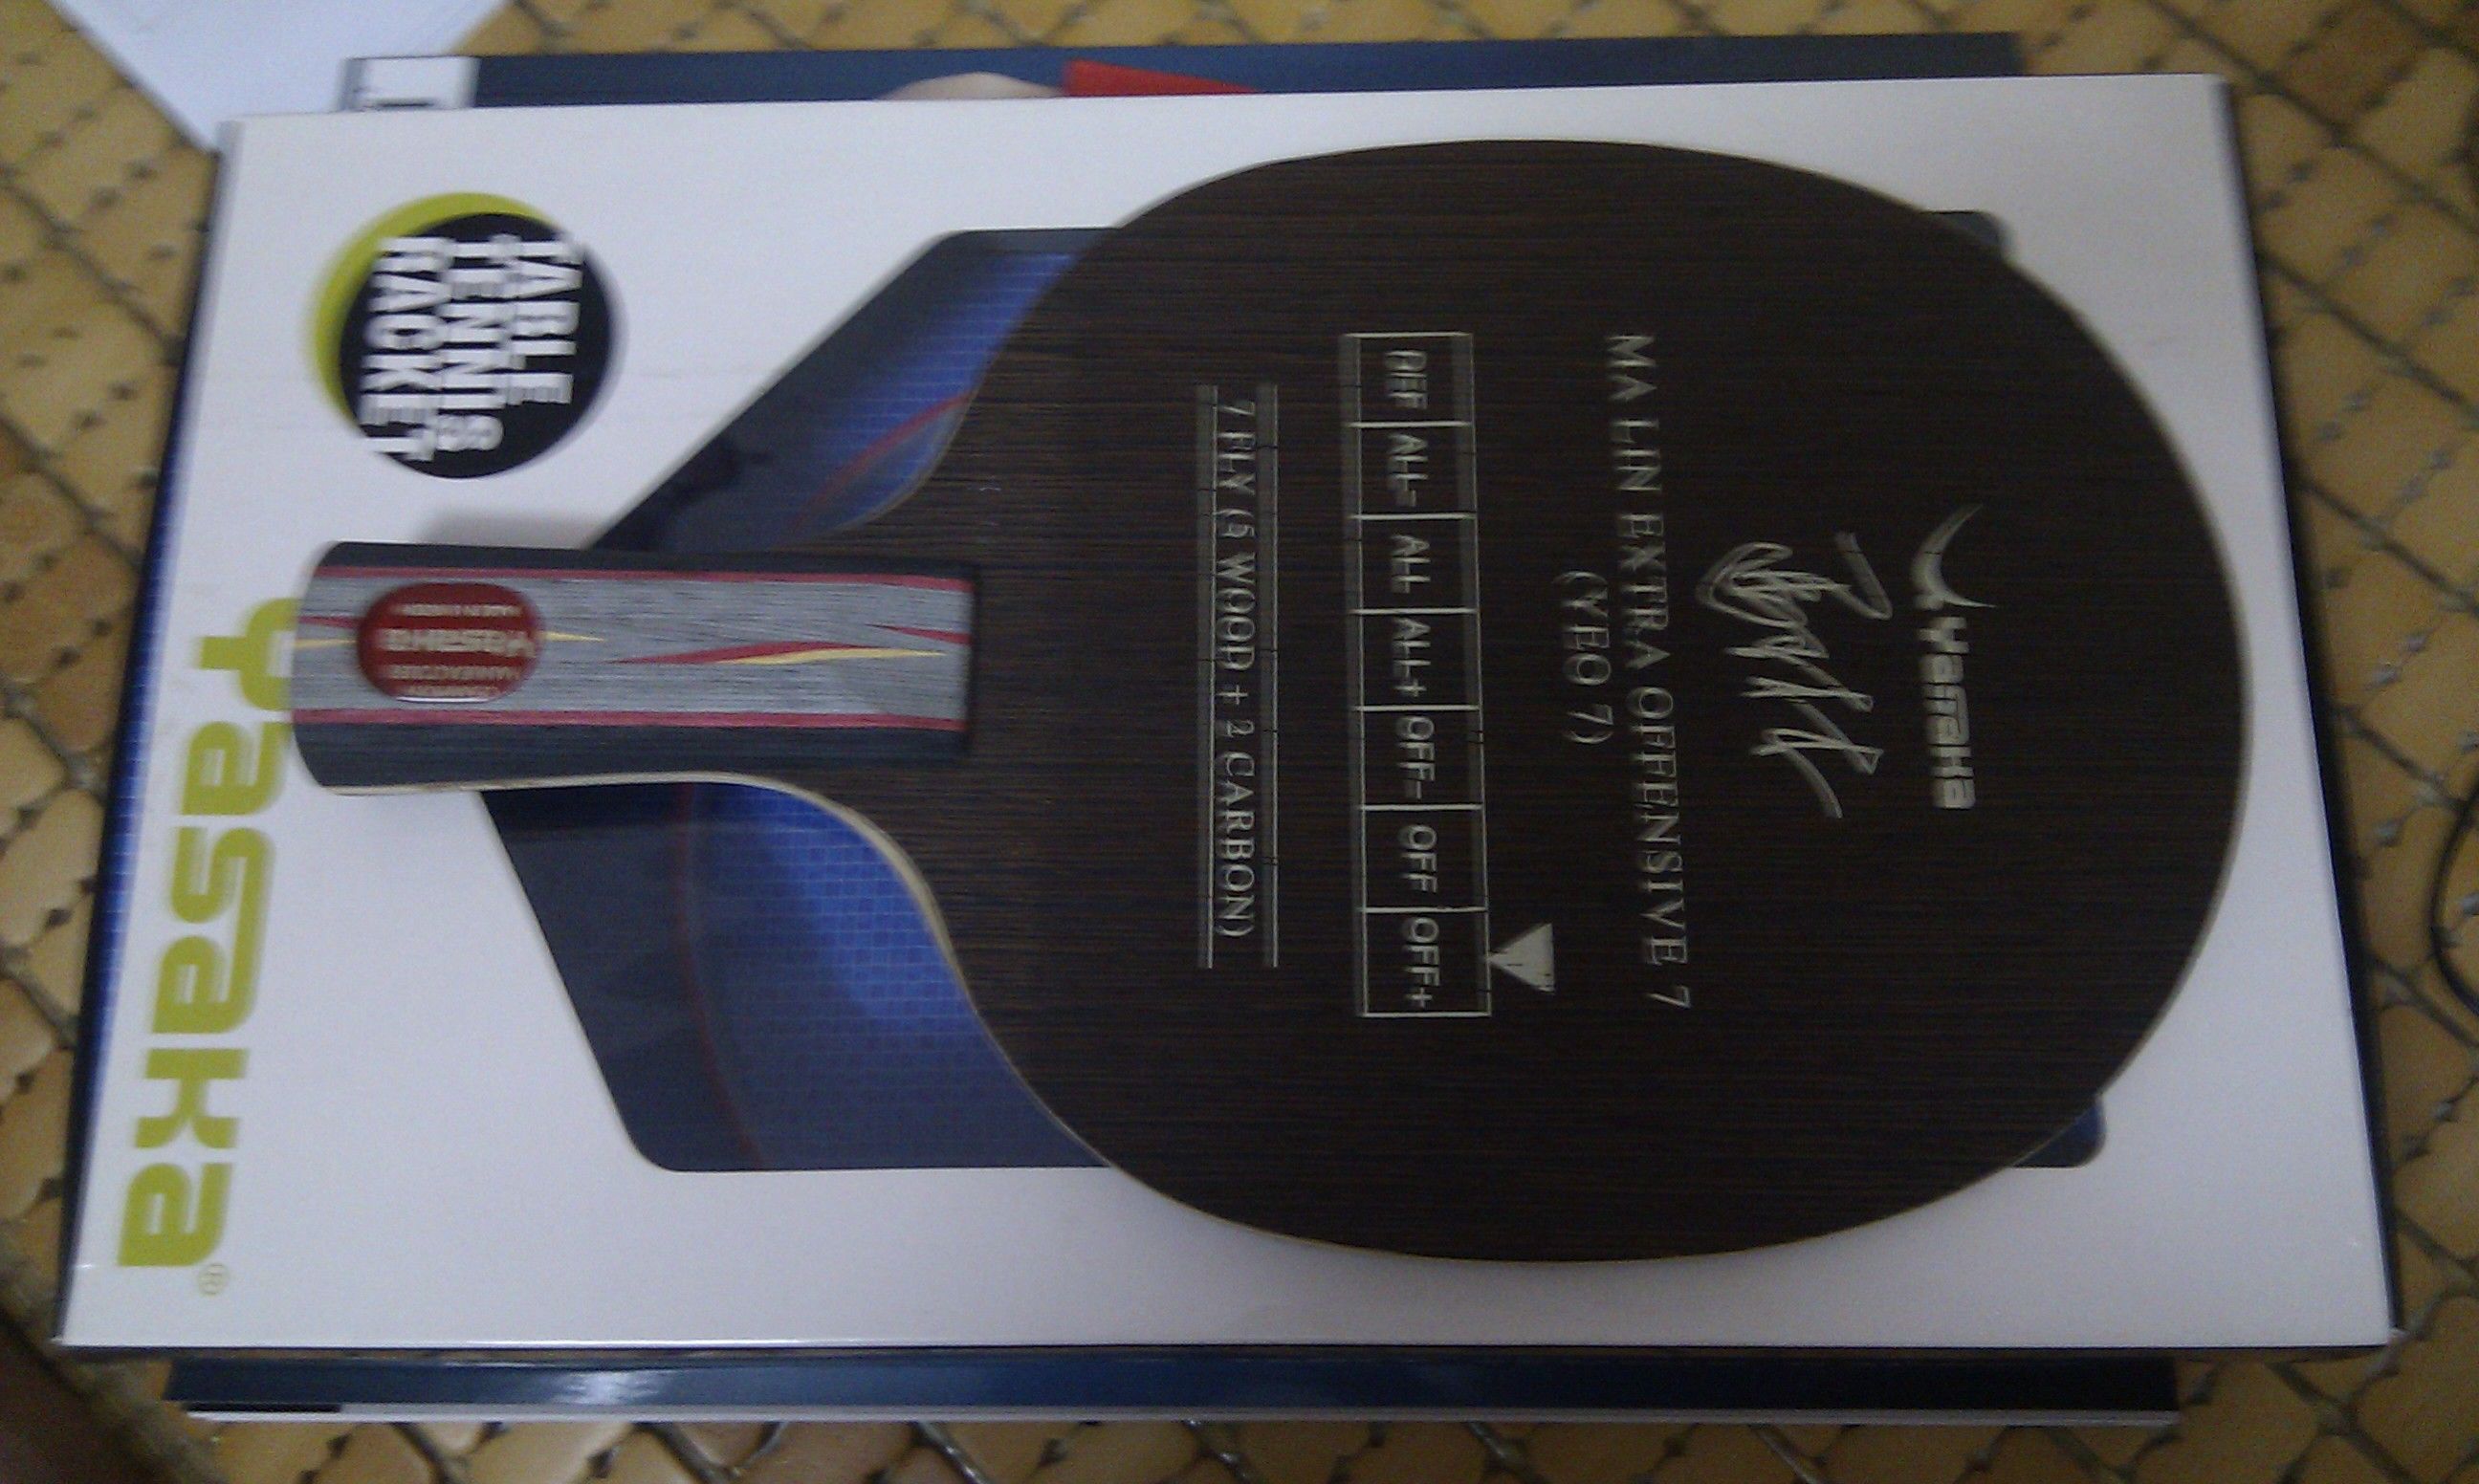 Yasaka
MA LIN EXTRA OFFENSIVE 7
(YEO 7)
DEF ALL- ALL ALL+ OFF- OFF OFF+
7 PLY (5 WOOD + 2 CARBON)
Yasaka
TABLE
TENNIS
RACKET
yasaka®